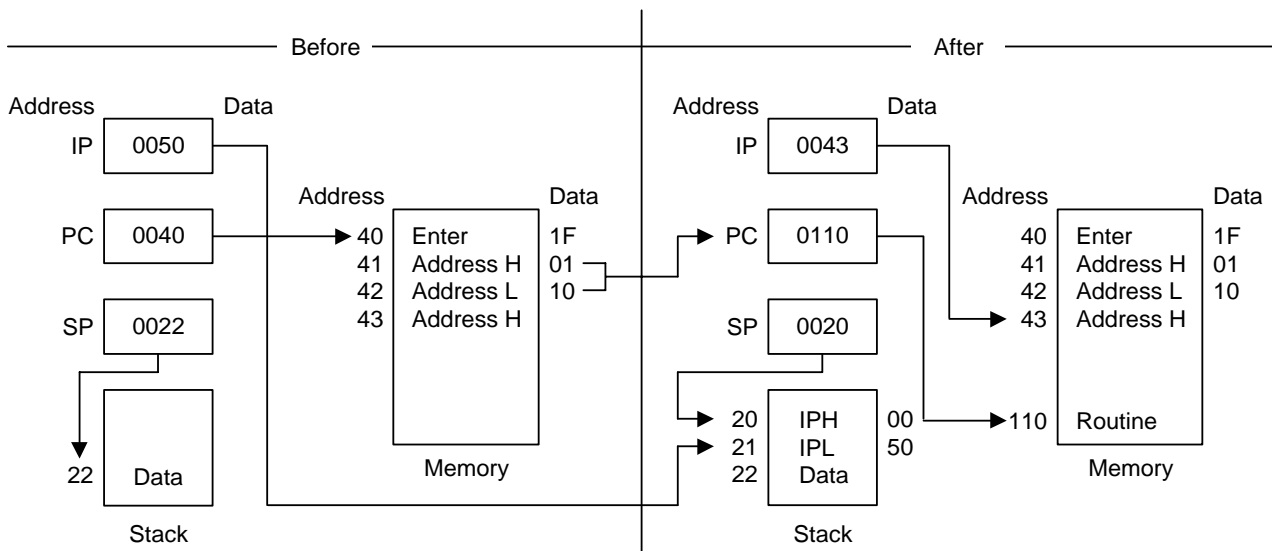 Before
Address Data
IP 0050
PC 0040
SP 0022
22 Data
Stack
Address Data
40 Enter 1F
41 Address H 01
42 Address L 10
43 Address H
Memory
After
Address Data
IP 0043
PC 0110
SP 0020
20 IPH 00
21 IPL 50
22 Data
Stack
Address Data
40 Enter 1F
41 Address H 01
42 Address L 10
43 Address H
110 Routine
Memory